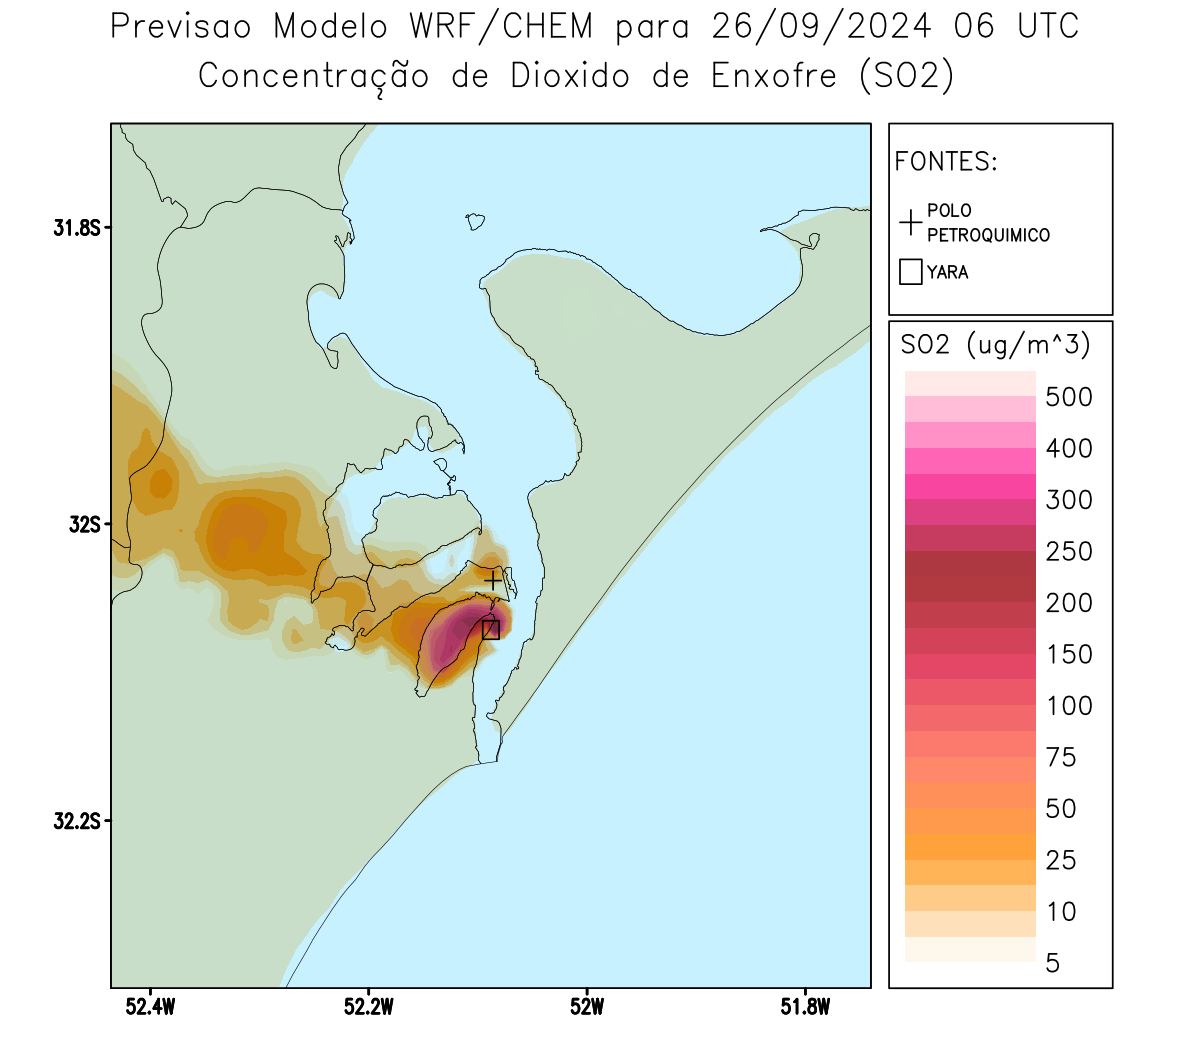 Previsao Modelo WRF/CHEM para 26/09/2024 06 UTC
Concentração de Dioxido de Enxofre (SO2)
FONTES:
POLO
PETROQUIMICO
YARA
SO2 (ug/m^3)
500
400
300
250
200
150
100
75
50
25
10
5
31.8S
32S
32.2S
52.4W
52.2W
52W
51.8W